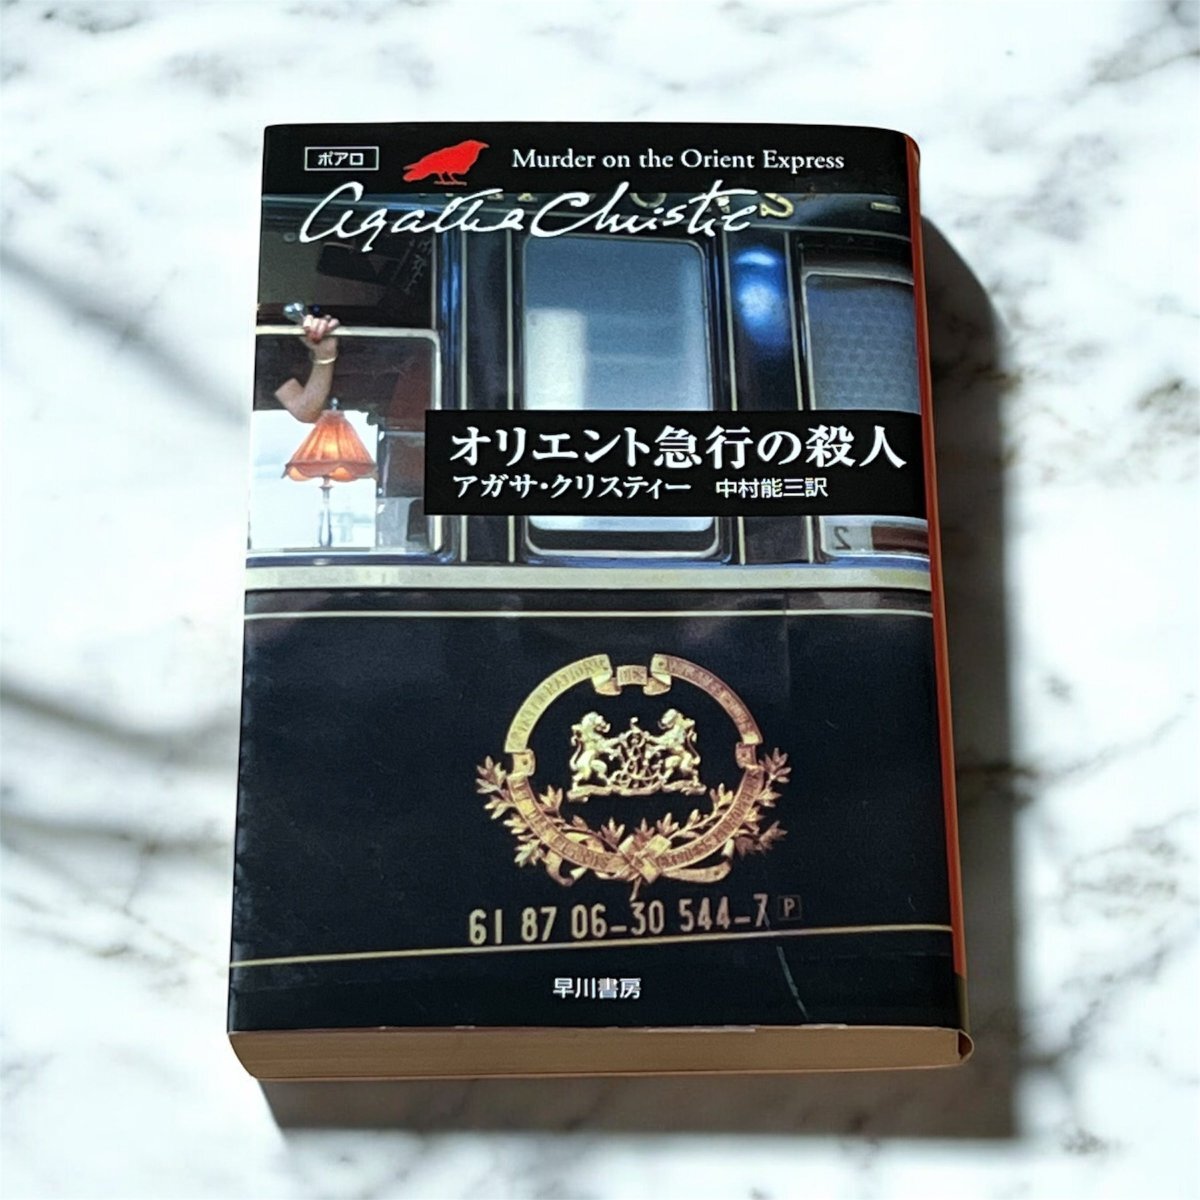 ポアロ
Murder on the Orient Express
Agatha Christie
オリエント急行の殺人
アガサ・クリスティー 中村能三訳
2
61 87 06-30 544-7 P
早川書房